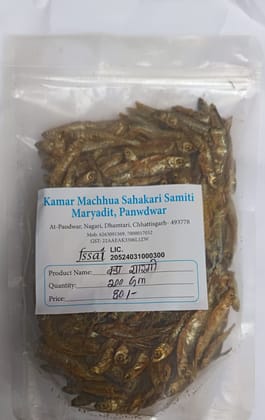 Kamar Machhua Sahakari Samiti
Maryadit, Panwdwar
At-Pandwar, Nagari, Dhamtari, Chhattisgarh- 493778
fssai LIC.
20524031000300
Product Name:
Quantity: 200 Gm
Price: 80/-